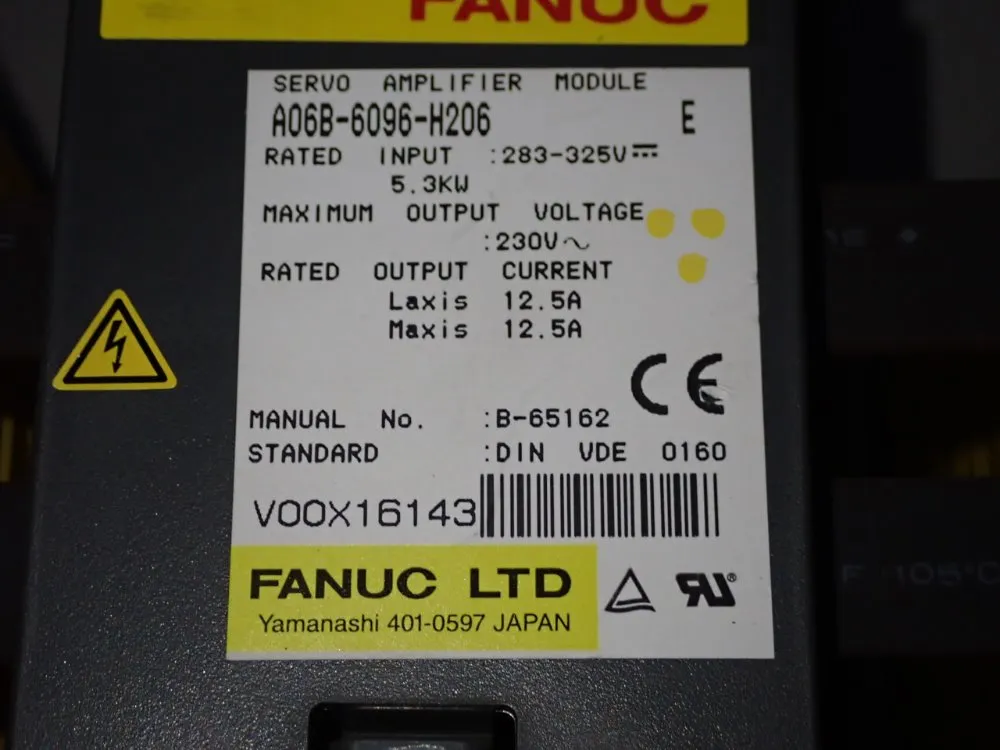 FANUC
SERVO AMPLIFIER MODULE
A06B-6096-H206 E
RATED INPUT :283-325V⎓
5.3KW
MAXIMUM OUTPUT VOLTAGE
:230V~
RATED OUTPUT CURRENT
Laxis 12.5A
Maxis 12.5A
CE
MANUAL No. :B-65162
STANDARD :DIN VDE 0160
V00X16143
FANUC LTD
Yamanashi 401-0597 JAPAN
RU®
105°C